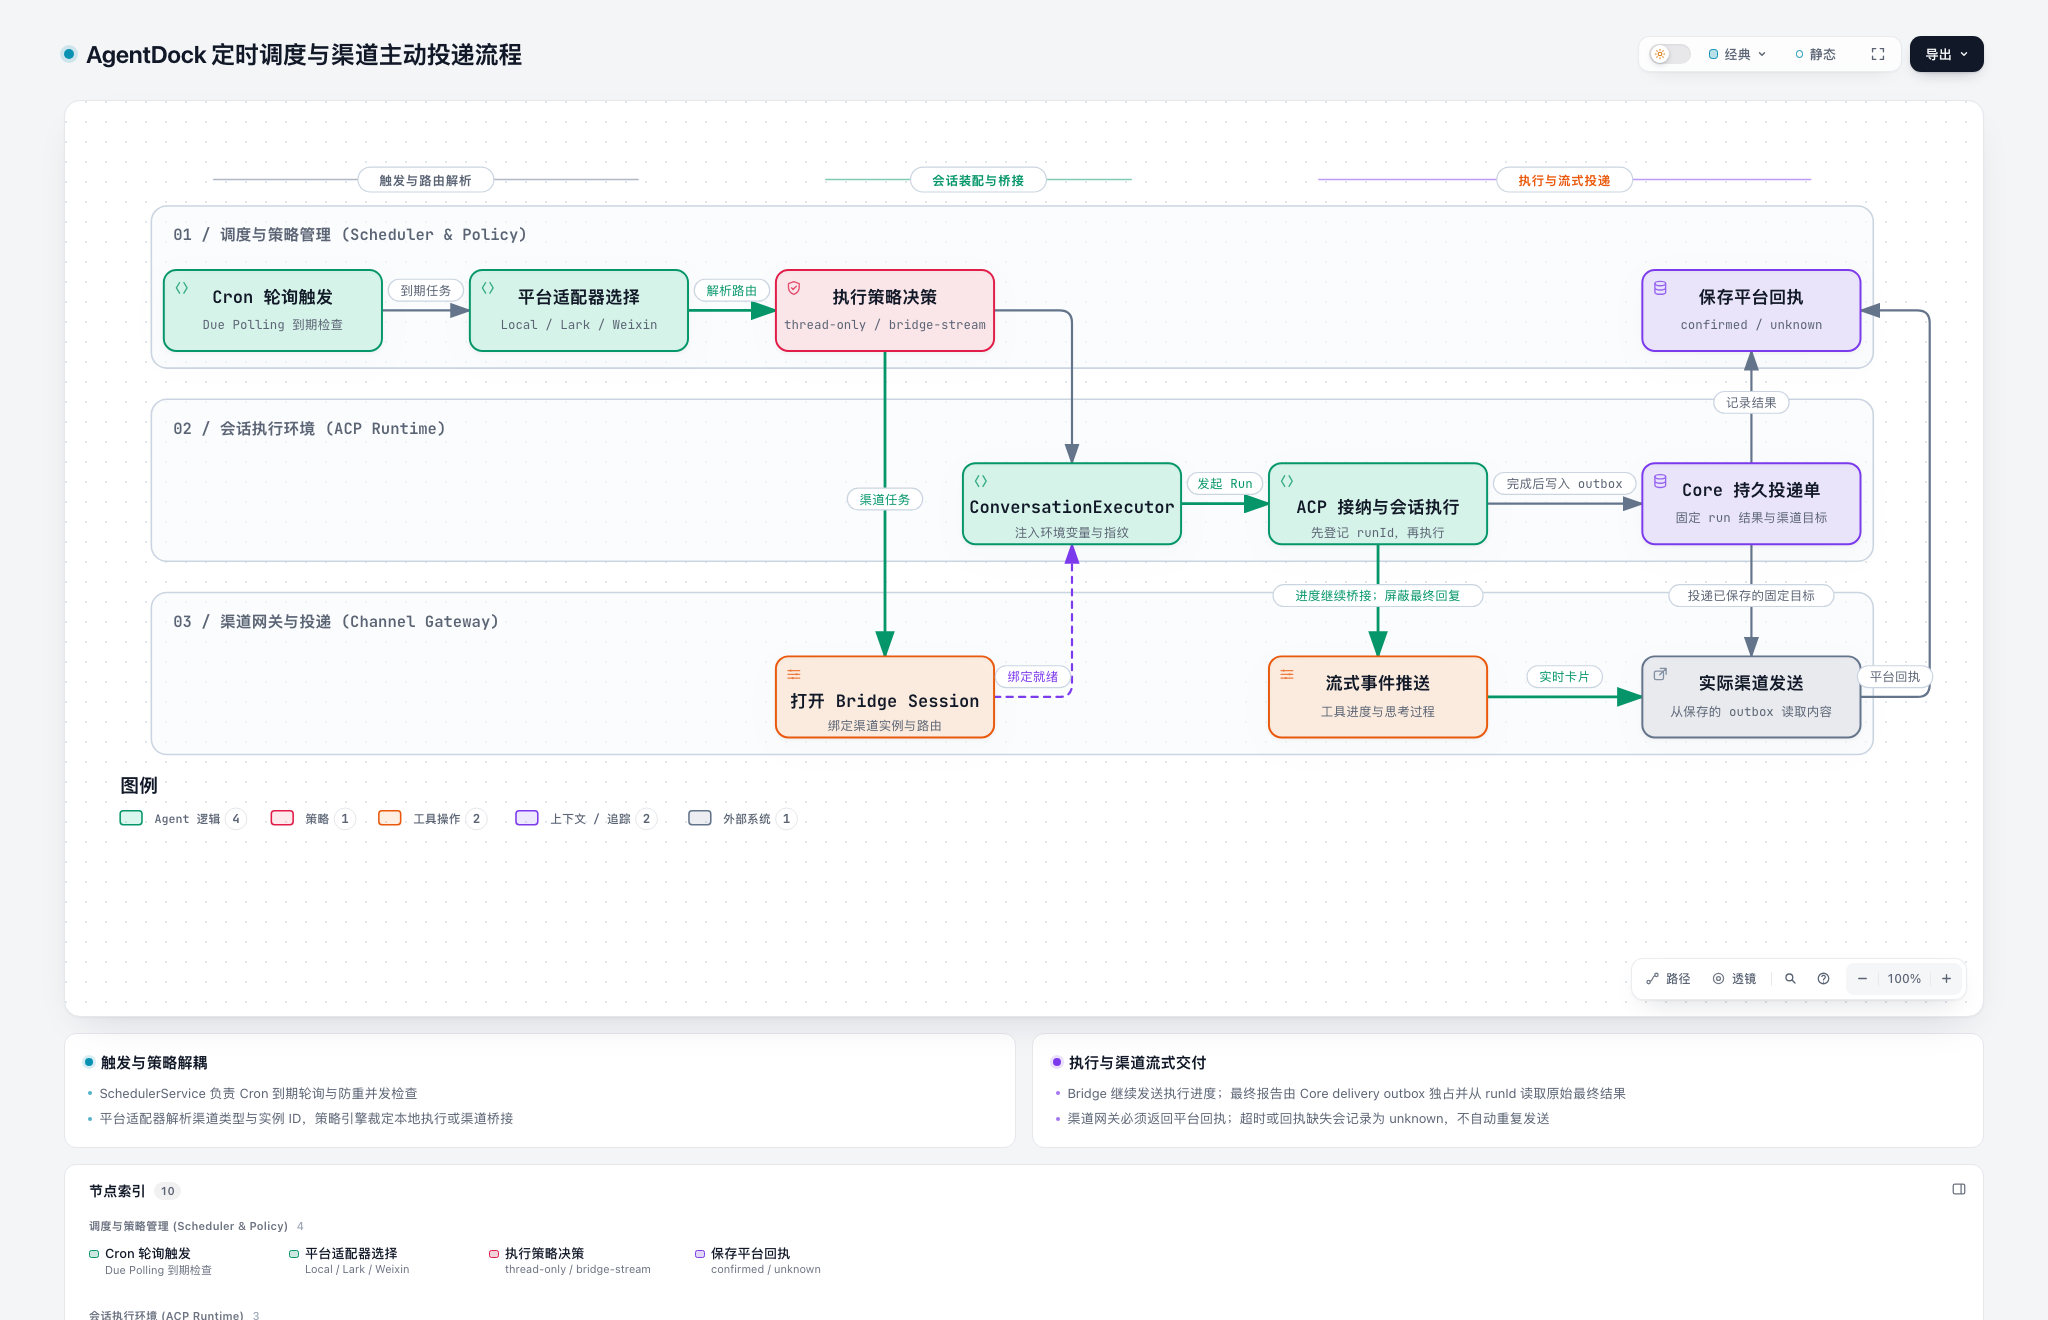 AgentDock 定时调度与渠道主动投递流程
经典
静态
导出
触发与路由解析
会话装配与桥接
执行与流式投递
01 / 调度与策略管理 (Scheduler & Policy)
Cron 轮询触发
Due Polling 到期检查
到期任务
平台适配器选择
Local / Lark / Weixin
解析路由
执行策略决策
thread-only / bridge-stream
保存平台回执
confirmed / unknown
记录结果
02 / 会话执行环境 (ACP Runtime)
渠道任务
ConversationExecutor
注入环境变量与指纹
发起 Run
ACP 接纳与会话执行
先登记 runId，再执行
完成后写入 outbox
Core 持久投递单
固定 run 结果与渠道目标
进度继续桥接；屏蔽最终回复
投递已保存的固定目标
03 / 渠道网关与投递 (Channel Gateway)
打开 Bridge Session
绑定渠道实例与路由
绑定就绪
流式事件推送
工具进度与思考过程
实时卡片
实际渠道发送
从保存的 outbox 读取内容
平台回执
图例
Agent 逻辑 4
策略 1
工具操作 2
上下文 / 追踪 2
外部系统 1
路径
透镜
− 100% +
触发与策略解耦
• SchedulerService 负责 Cron 到期轮询与防重并发检查
• 平台适配器解析渠道类型与实例 ID，策略引擎裁定本地执行或渠道桥接
执行与渠道流式交付
• Bridge 继续发送执行进度；最终报告由 Core delivery outbox 独占并从 runId 读取原始最终结果
• 渠道网关必须返回平台回执；超时或回执缺失会记录为 unknown，不自动重复发送
节点索引 10
调度与策略管理 (Scheduler & Policy) 4
Cron 轮询触发
Due Polling 到期检查
平台适配器选择
Local / Lark / Weixin
执行策略决策
thread-only / bridge-stream
保存平台回执
confirmed / unknown
会话执行环境 (ACP Runtime) 3